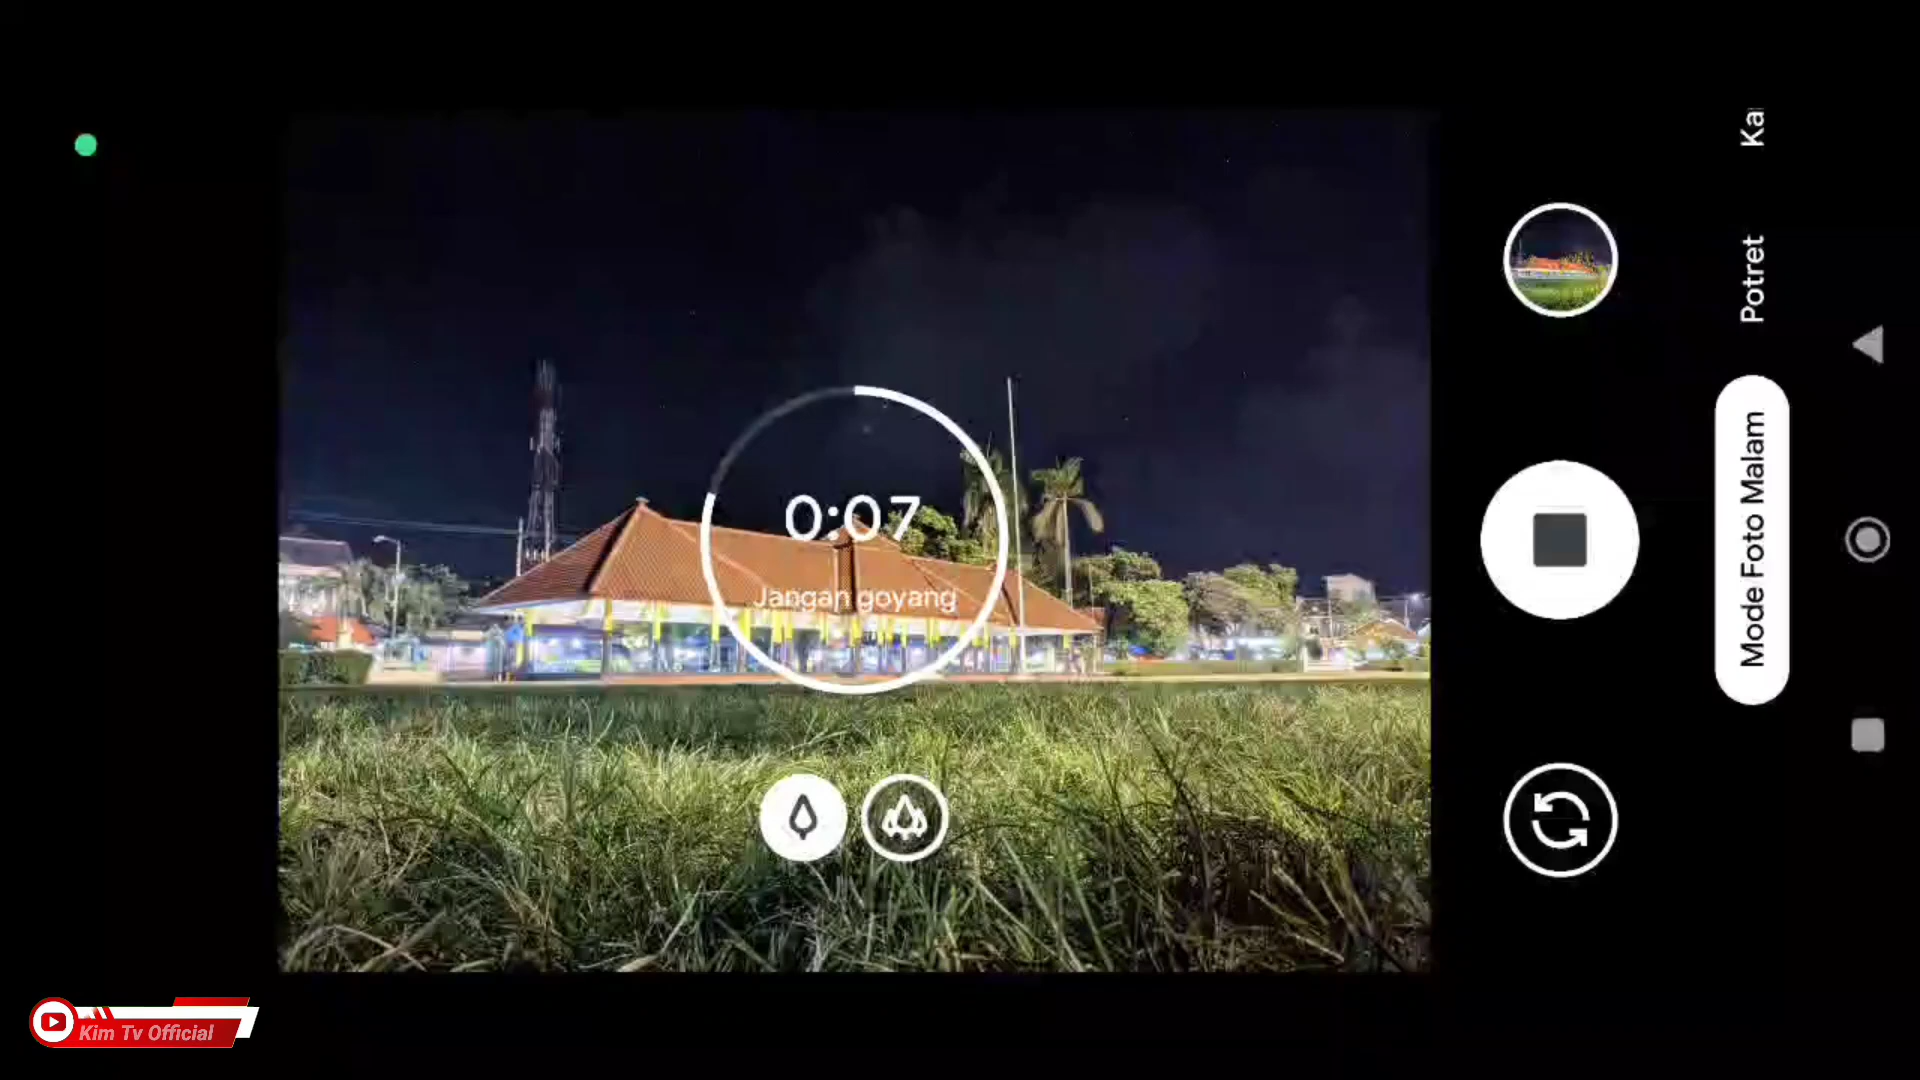 Ka
Potret
Mode Foto Malam
0:07
Jangan goyang
Kim Tv Official